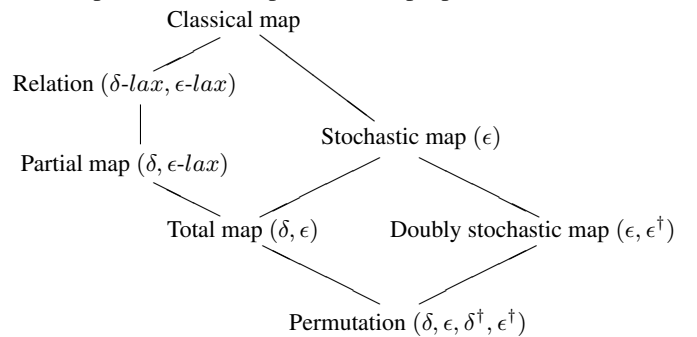 Classical map
Relation (δ-lax, ϵ-lax)
Stochastic map (ϵ)
Partial map (δ, ϵ-lax)
Total map (δ, ϵ)
Doubly stochastic map (ϵ, ϵ†)
Permutation (δ, ϵ, δ†, ϵ†)